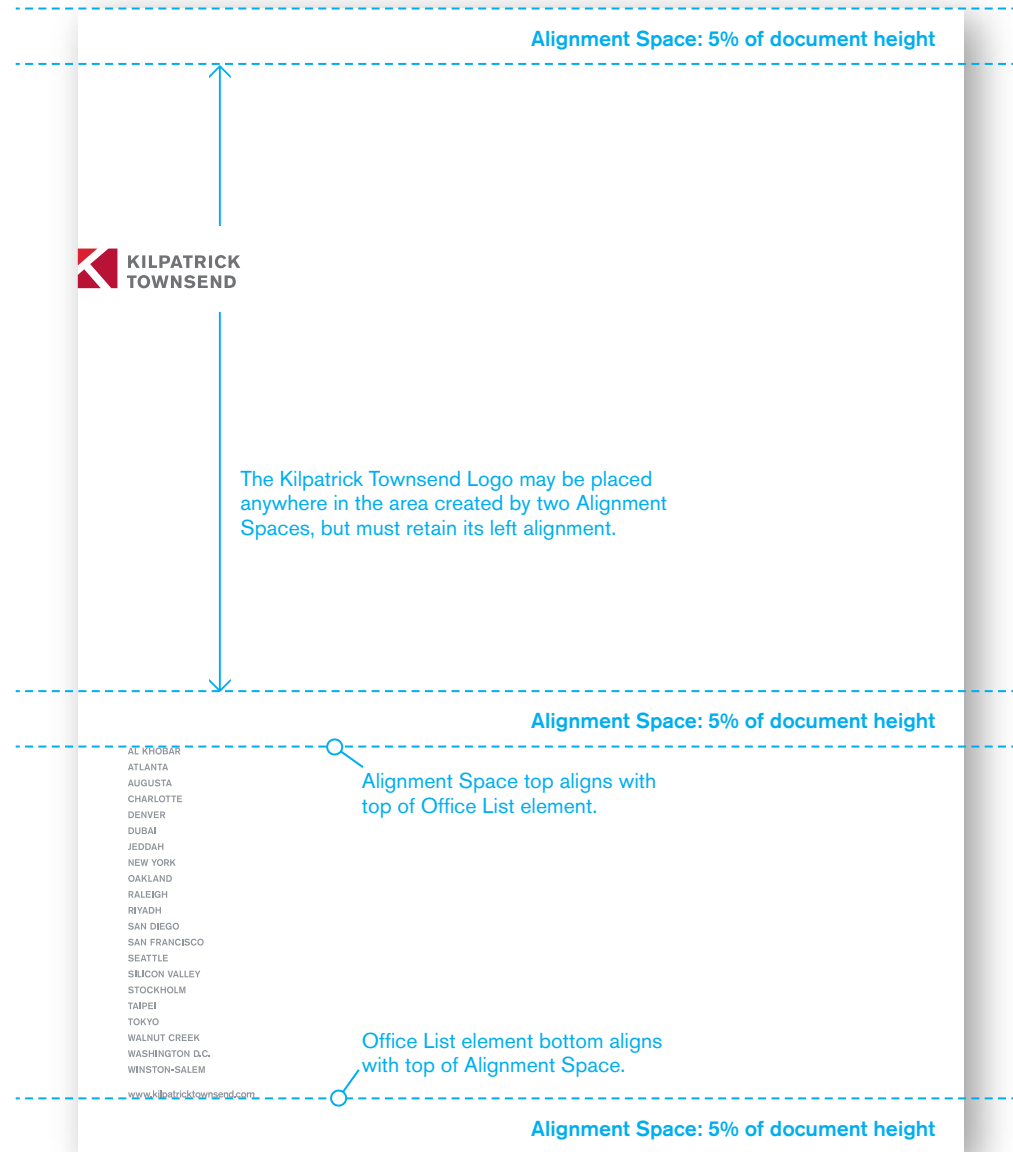 Alignment Space: 5% of document height
KILPATRICK
TOWNSEND
The Kilpatrick Townsend Logo may be placed
anywhere in the area created by two Alignment
Spaces, but must retain its left alignment.
Alignment Space: 5% of document height
AL KHOBAR
ATLANTA
AUGUSTA
CHARLOTTE
DENVER
DUBAI
JEDDAH
NEW YORK
OAKLAND
RALEIGH
RIYADH
SAN DIEGO
SAN FRANCISCO
SEATTLE
SILICON VALLEY
STOCKHOLM
TAIPEI
TOKYO
WALNUT CREEK
WASHINGTON D.C.
WINSTON-SALEM
www.kilpatricktownsend.com
Alignment Space top aligns with
top of Office List element.
Office List element bottom aligns
with top of Alignment Space.
Alignment Space: 5% of document height